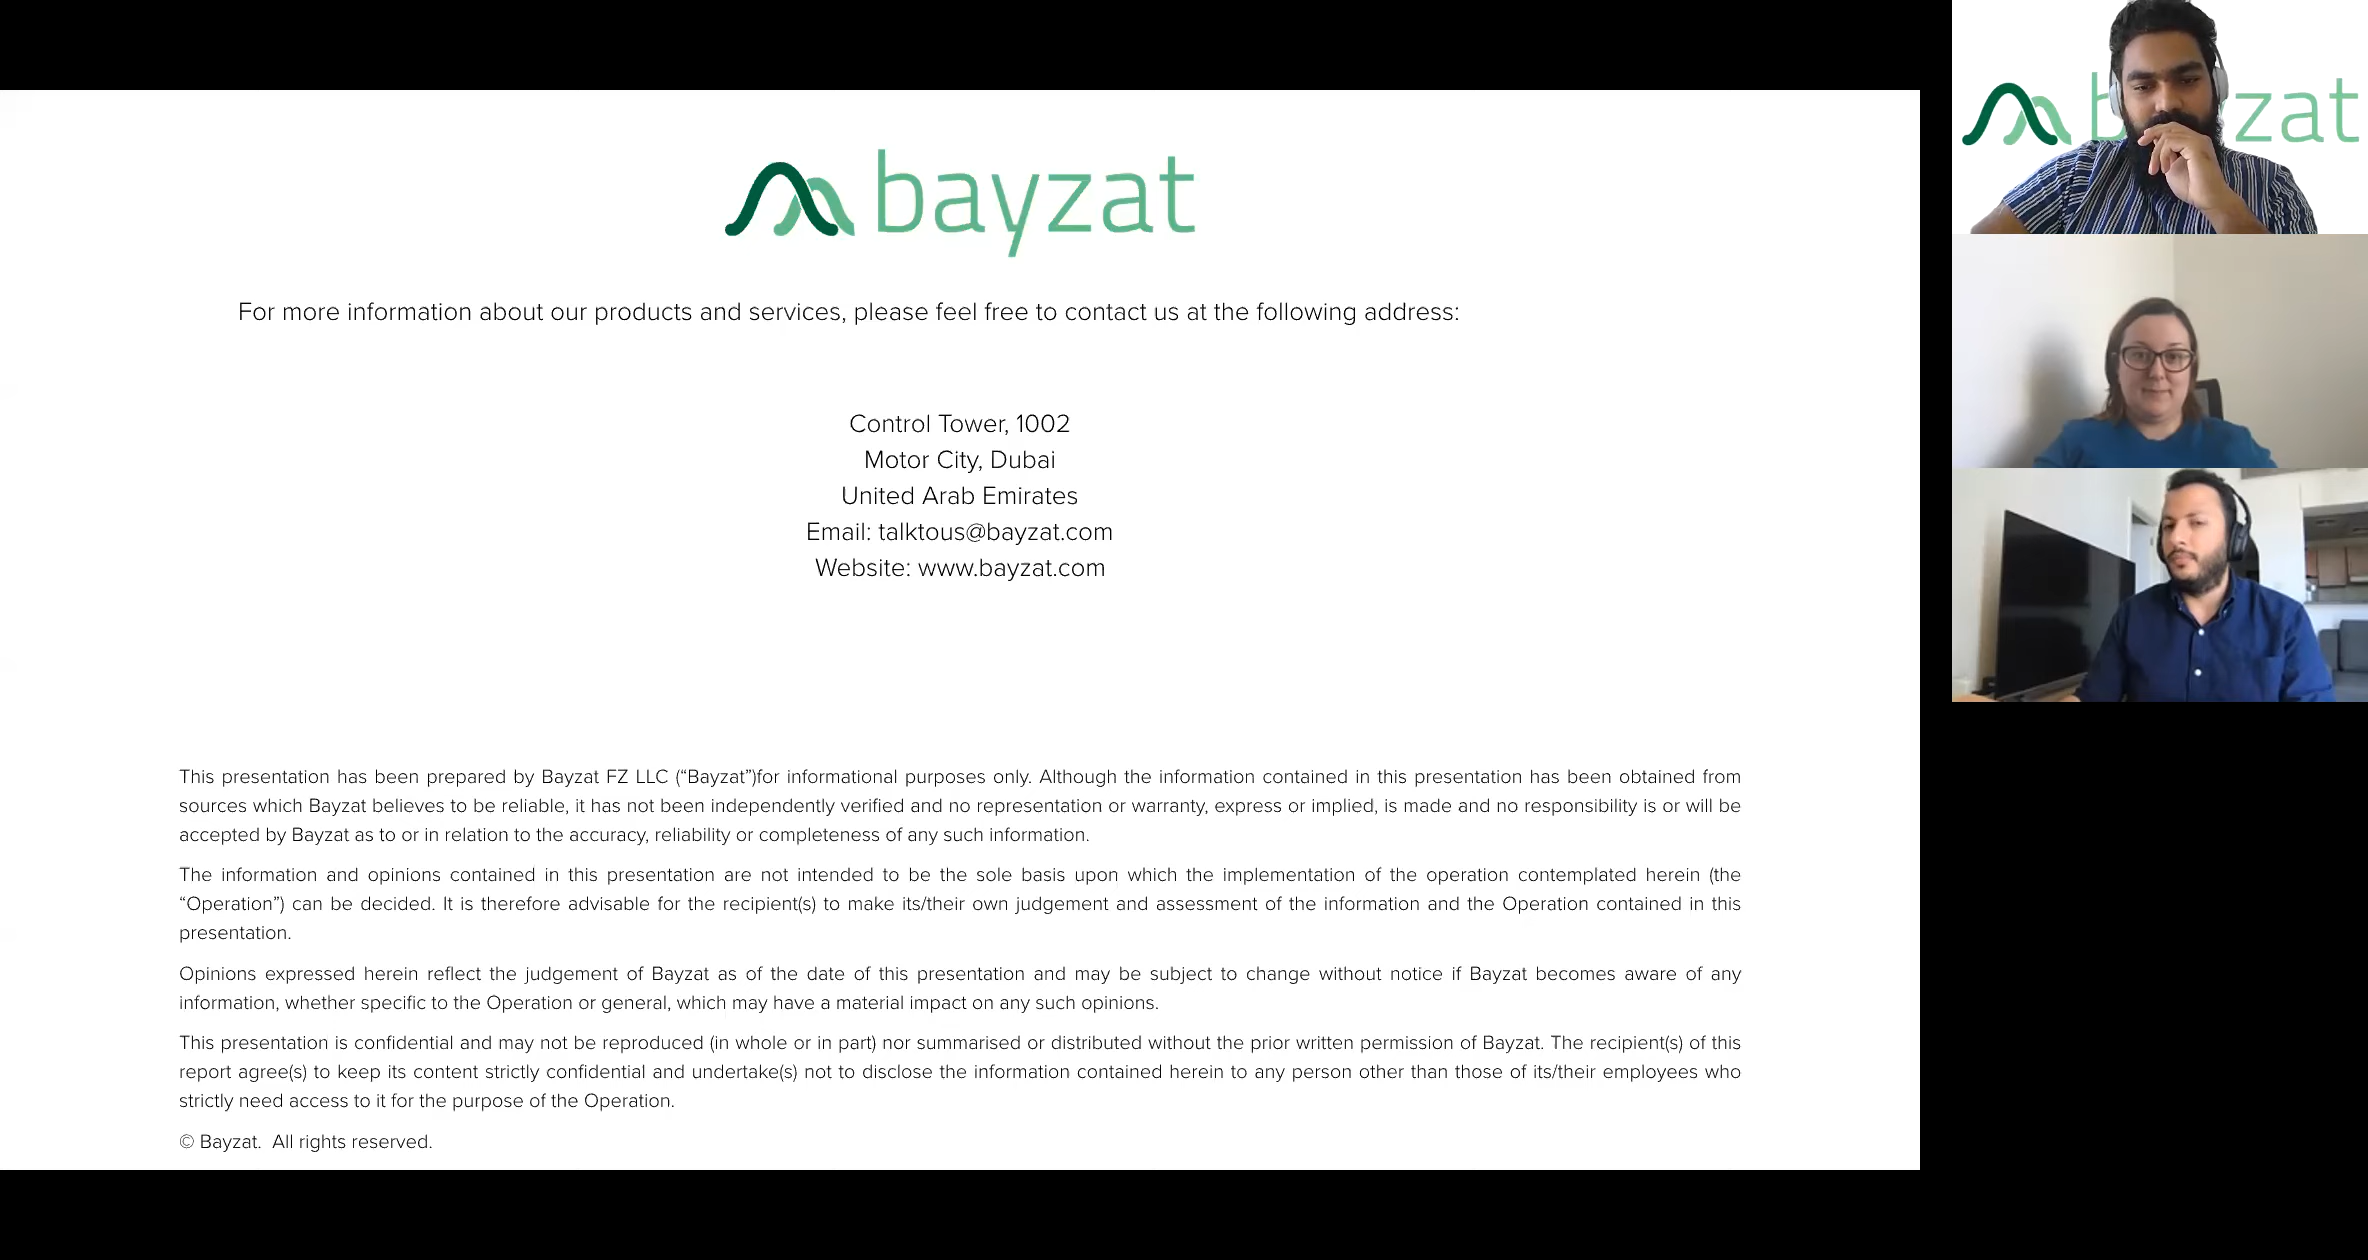 bayzat
For more information about our products and services, please feel free to contact us at the following address:
Control Tower, 1002
Motor City, Dubai
United Arab Emirates
Email: talktous@bayzat.com
Website: www.bayzat.com
This presentation has been prepared by Bayzat FZ LLC (“Bayzat”)for informational purposes only. Although the information contained in this presentation has been obtained from
sources which Bayzat believes to be reliable, it has not been independently verified and no representation or warranty, express or implied, is made and no responsibility is or will be
accepted by Bayzat as to or in relation to the accuracy, reliability or completeness of any such information.
The information and opinions contained in this presentation are not intended to be the sole basis upon which the implementation of the operation contemplated herein (the
“Operation”) can be decided. It is therefore advisable for the recipient(s) to make its/their own judgement and assessment of the information and the Operation contained in this
presentation.
Opinions expressed herein reflect the judgement of Bayzat as of the date of this presentation and may be subject to change without notice if Bayzat becomes aware of any
information, whether specific to the Operation or general, which may have a material impact on any such opinions.
This presentation is confidential and may not be reproduced (in whole or in part) nor summarised or distributed without the prior written permission of Bayzat. The recipient(s) of this
report agree(s) to keep its content strictly confidential and undertake(s) not to disclose the information contained herein to any person other than those of its/their employees who
strictly need access to it for the purpose of the Operation.
© Bayzat. All rights reserved.